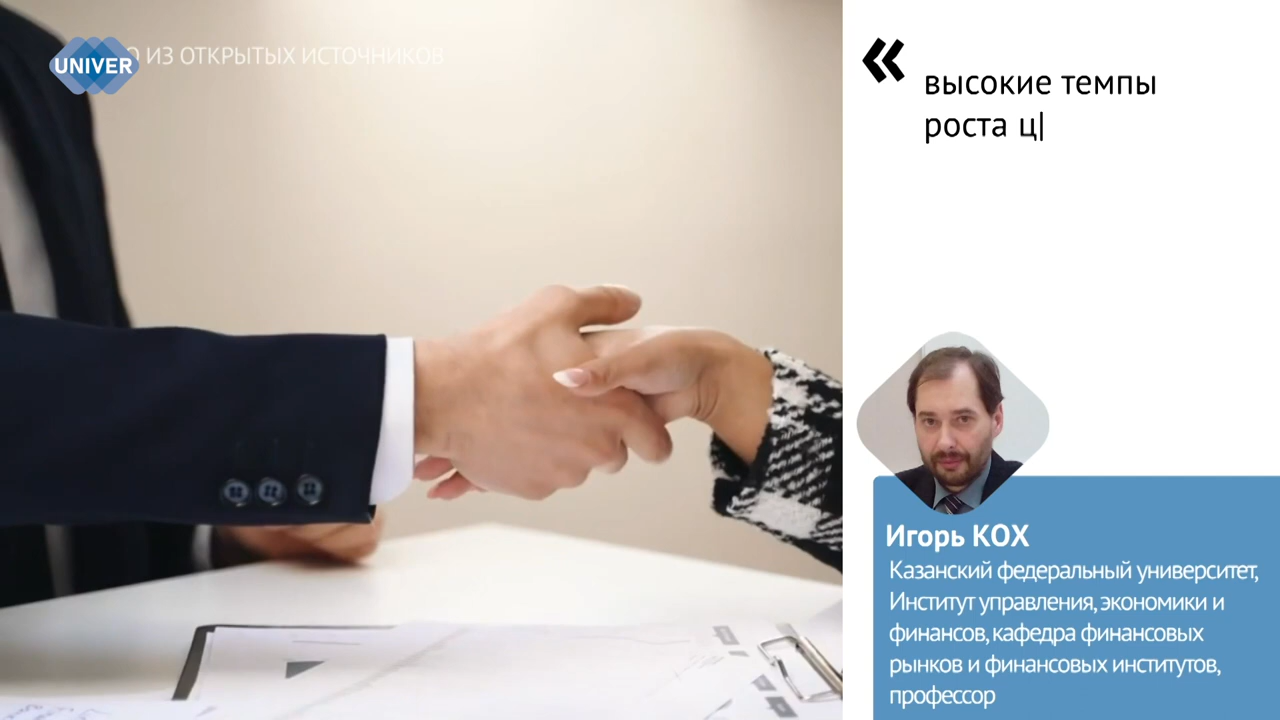 UNIVER
ИЗ ОТКРЫТЫХ ИСТОЧНИКОВ
«
высокие темпы
роста ц|
Игорь КОХ
Казанский федеральный университет,
Институт управления, экономики и
финансов, кафедра финансовых
рынков и финансовых институтов,
профессор